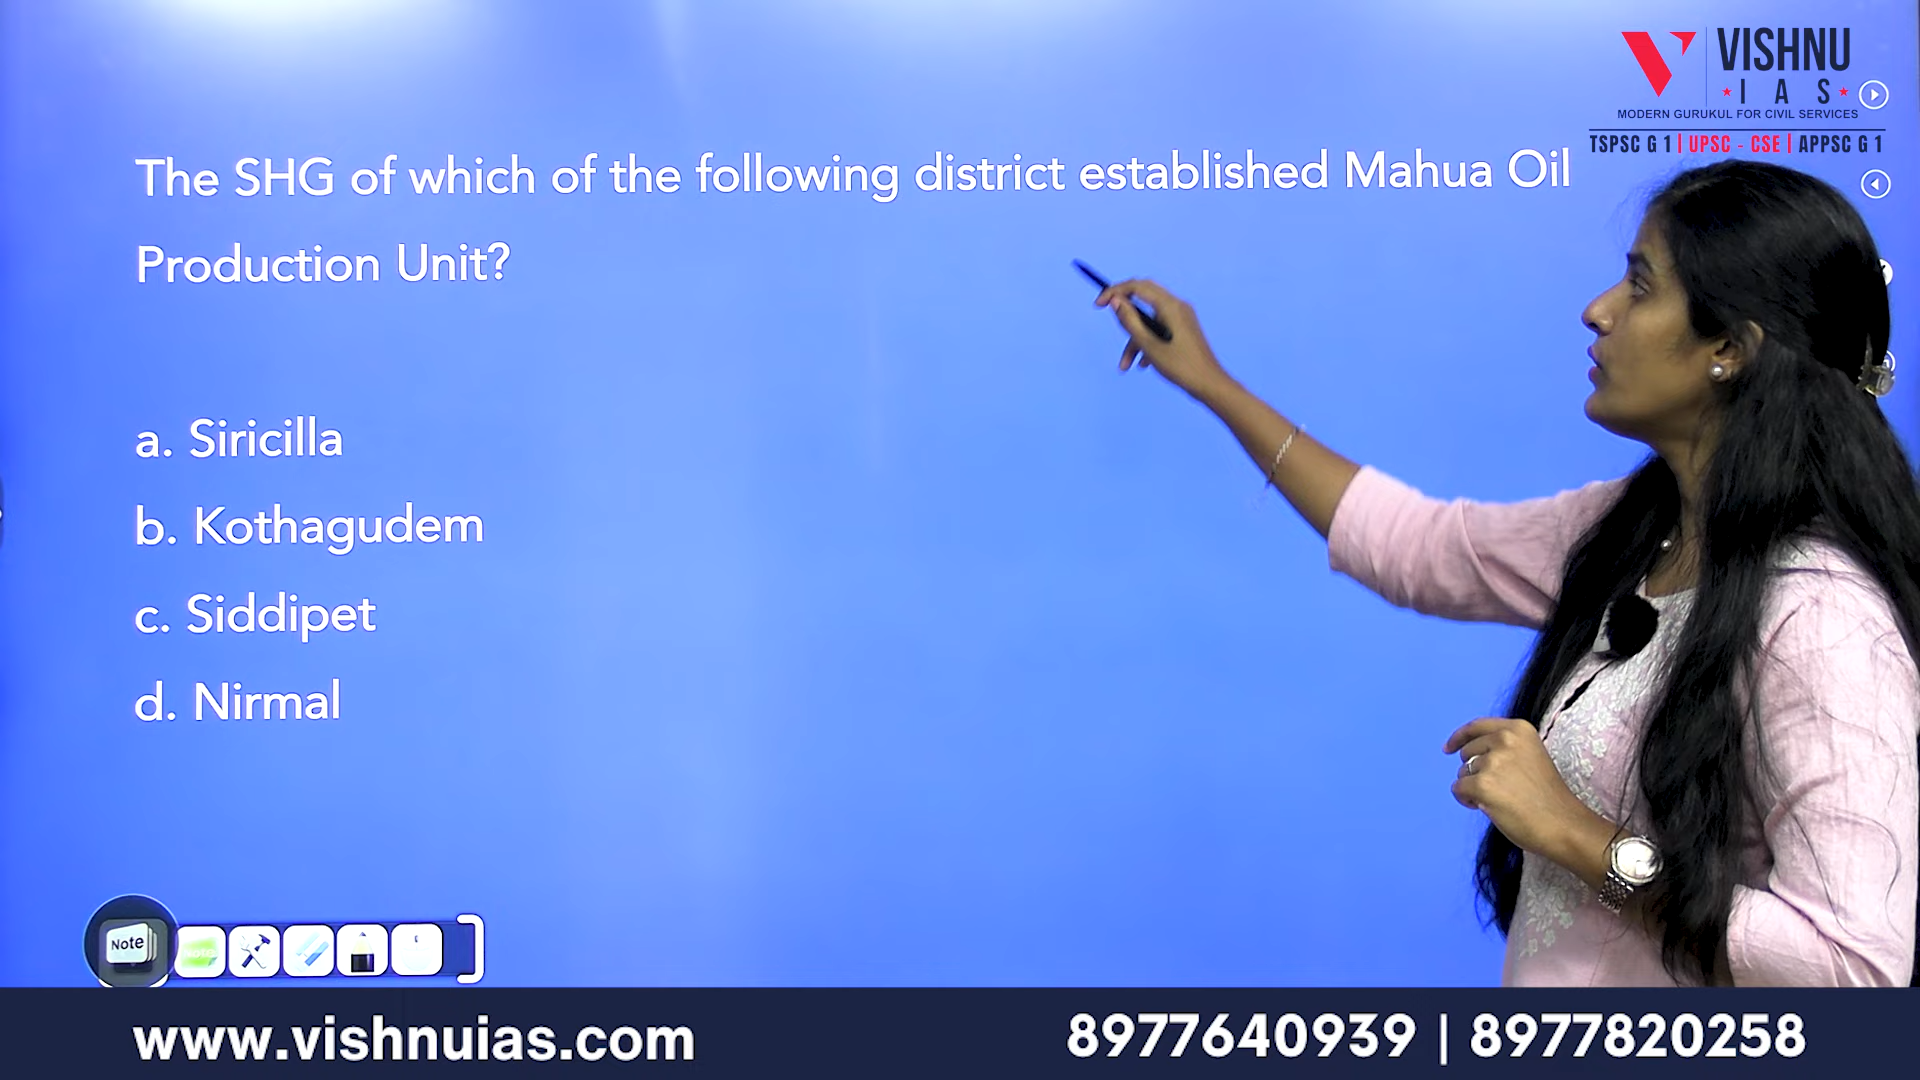 VISHNU
IAS
MODERN GURUKUL FOR CIVIL SERVICES
TSPSC G 1 | UPSC - CSE | APPSC G 1
The SHG of which of the following district established Mahua Oil
Production Unit?
a. Siricilla
b. Kothagudem
c. Siddipet
d. Nirmal
Note
www.vishnuias.com
8977640939 | 8977820258